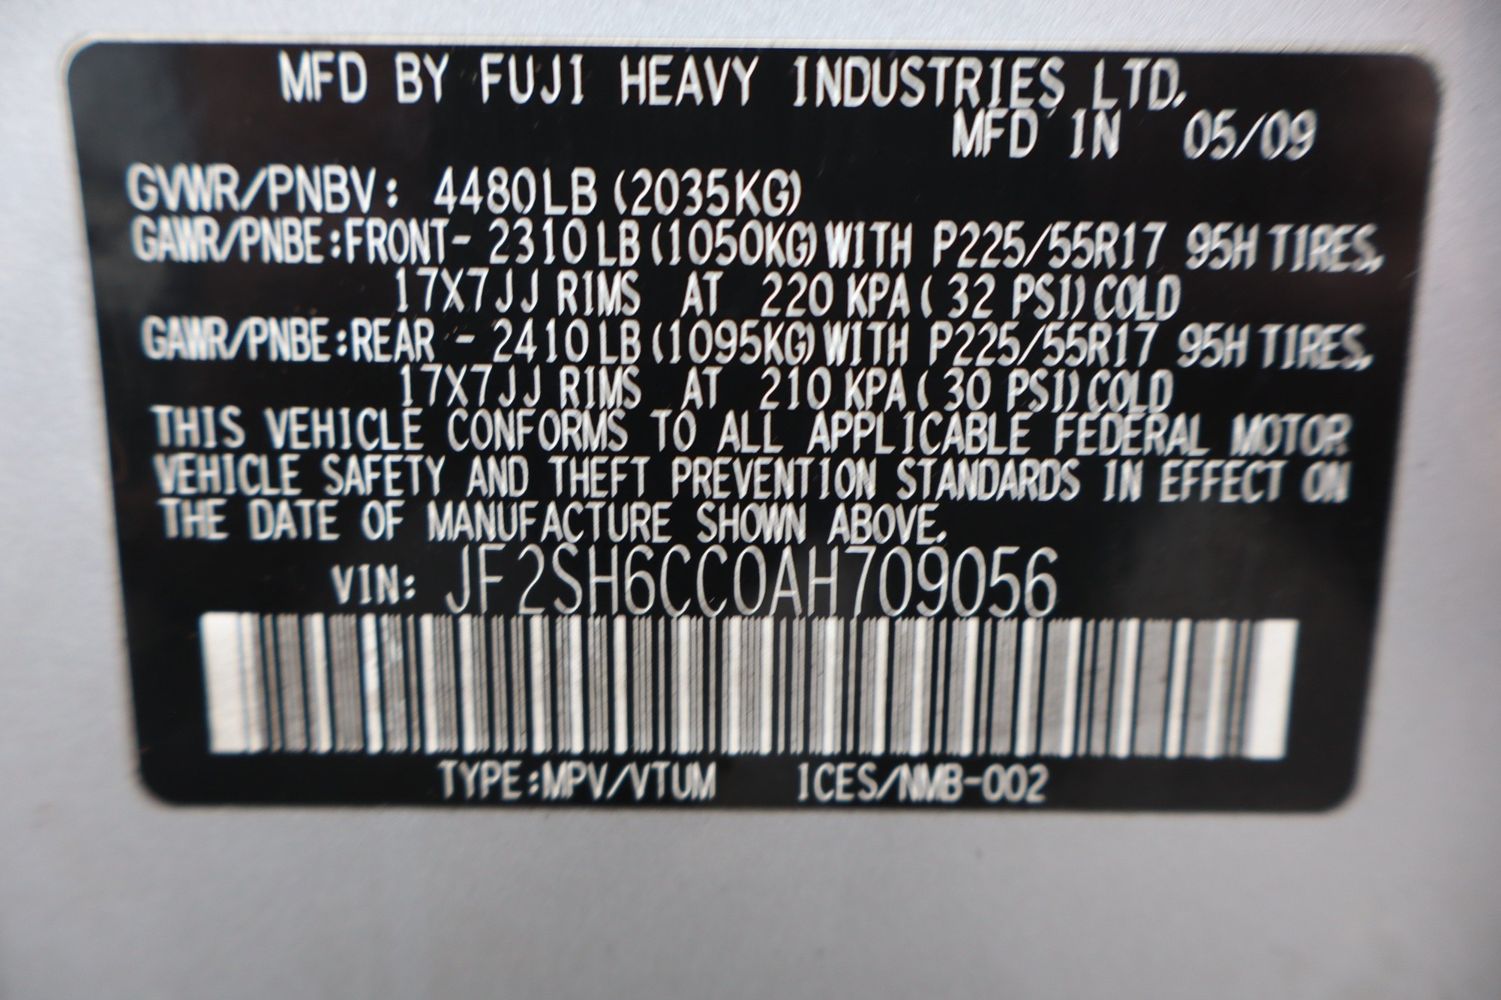 MFD BY FUJI HEAVY INDUSTRIES LTD.
MFD IN 05/09
GVWR/PNBV: 4480LB (2035KG)
GAWR/PNBE:FRONT- 2310LB (1050KG) WITH P225/55R17 95H TIRES,
17X7JJ RIMS AT 220 KPA ( 32 PSI) COLD
GAWR/PNBE:REAR - 2410LB (1095KG) WITH P225/55R17 95H TIRES,
17X7JJ RIMS AT 210 KPA ( 30 PSI) COLD
THIS VEHICLE CONFORMS TO ALL APPLICABLE FEDERAL MOTOR
VEHICLE SAFETY AND THEFT PREVENTION STANDARDS IN EFFECT ON
THE DATE OF MANUFACTURE SHOWN ABOVE.
VIN: JF2SH6CC0AH709056
TYPE:MPV/VTUM ICES/NMB-002